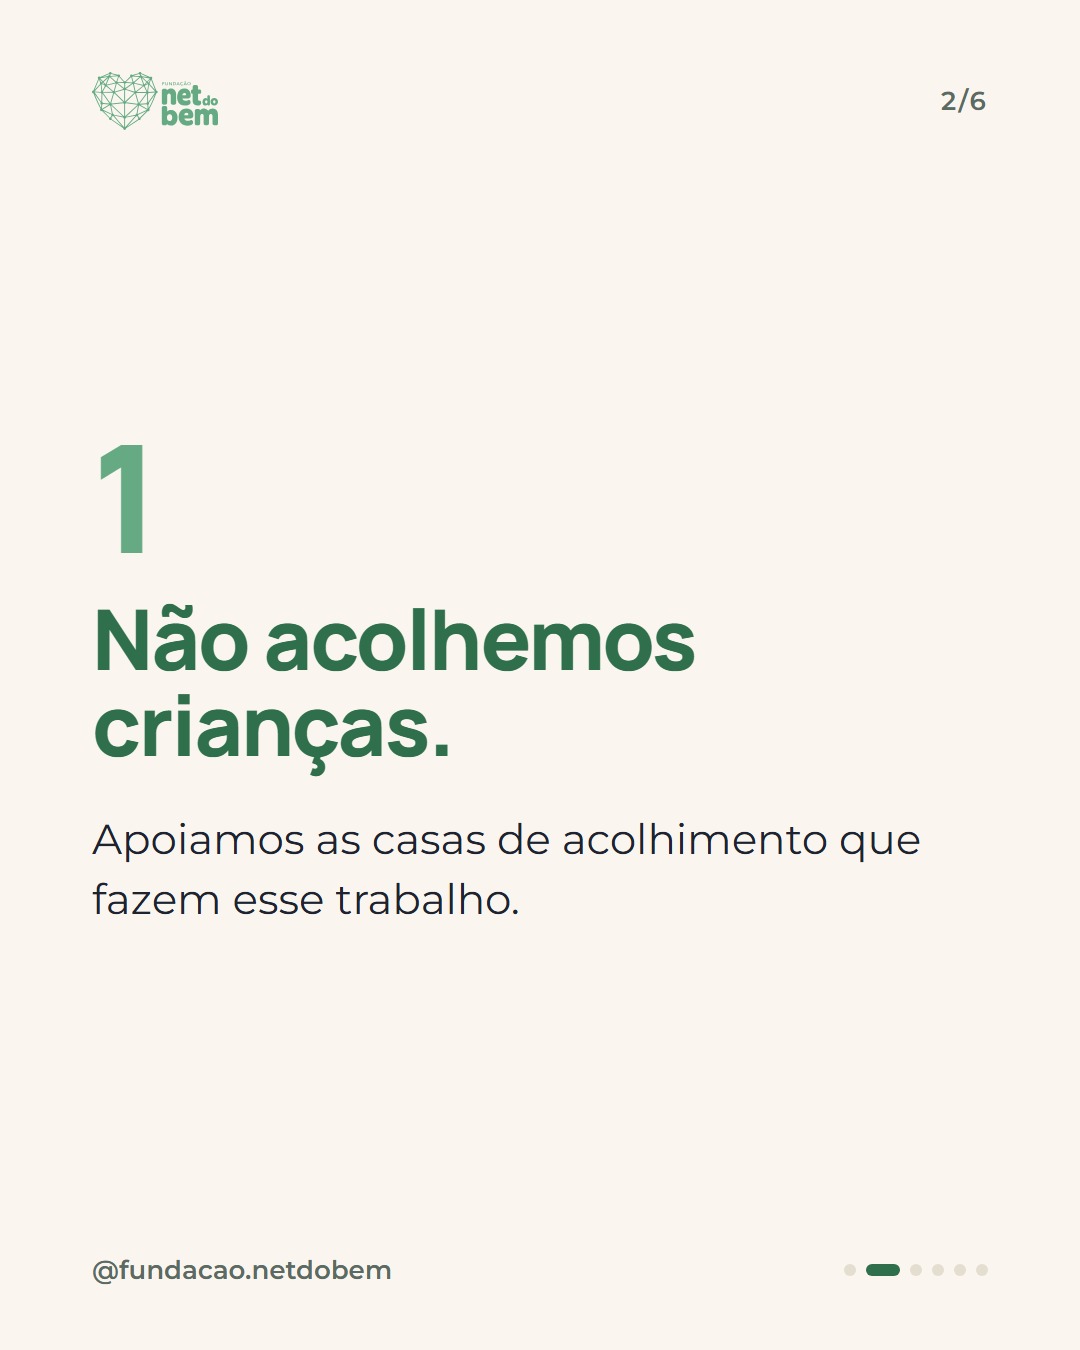 FUNDAÇÃO
net do
bem
2/6
1
Não acolhemos
crianças.
Apoiamos as casas de acolhimento que
fazem esse trabalho.
@fundacao.netdobem